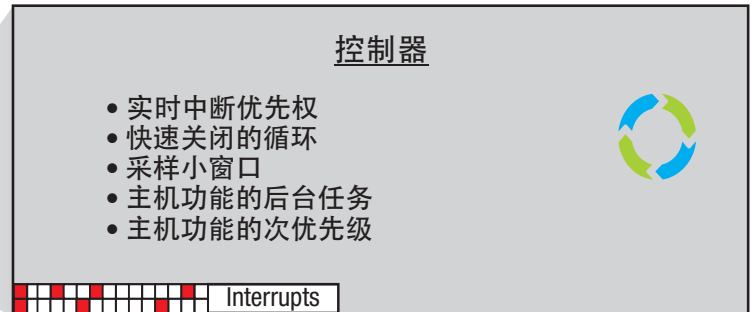 控制器
• 实时中断优先权
• 快速关闭的循环
• 采样小窗口
• 主机功能的后台任务
• 主机功能的次优先级
Interrupts